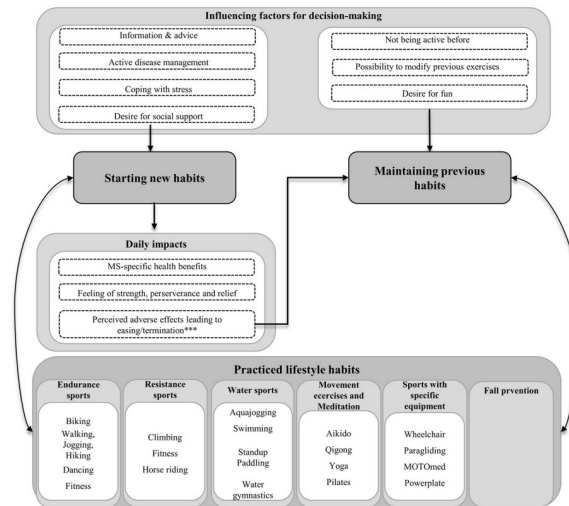 Influencing factors for decision-making
Information & advice
Active disease management
Coping with stress
Desire for social support
Not being active before
Possibility to modify previous exercises
Desire for fun
Starting new habits
Maintaining previous
habits
Daily impacts
MS-specific health benefits
Feeling of strength, perserverance and relief
Perceived adverse effects leading to
easing/termination***
Practiced lifestyle habits
Endurance
sports
Biking
Walking,
Jogging,
Hiking
Dancing
Fitness
Resistance
sports
Climbing
Fitness
Horse riding
Water sports
Aquajogging
Swimming
Standup
Paddling
Water
gymnastics
Movement
ecercises and
Meditation
Aikido
Qigong
Yoga
Pilates
Sports with
specific
equipment
Wheelchair
Paragliding
MOTOmed
Powerplate
Fall prvention